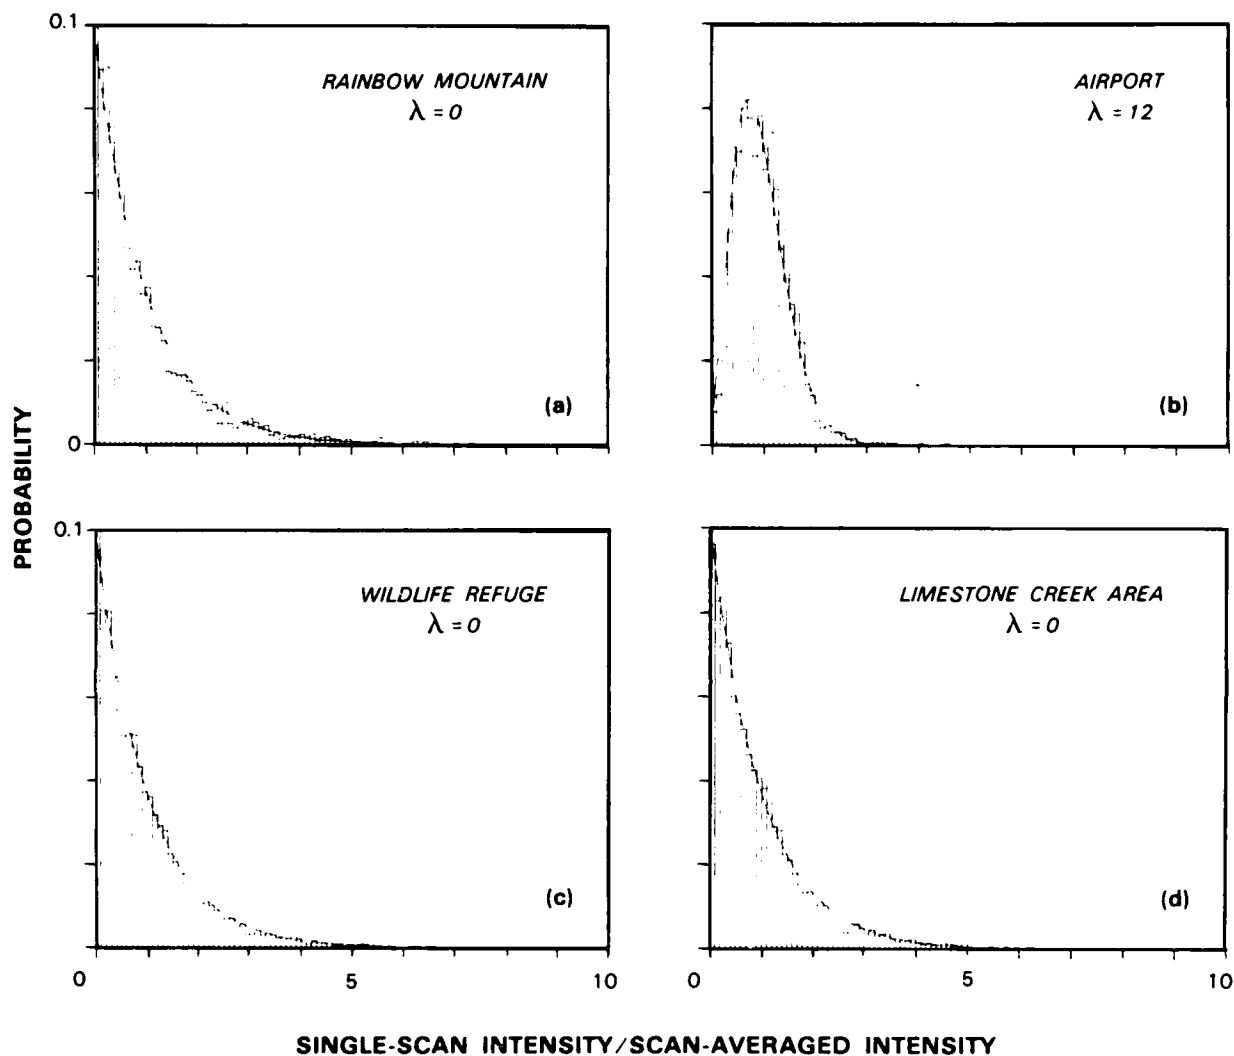 0.1
RAINBOW MOUNTAIN
λ = 0
AIRPORT
λ = 12
(a)
(b)
0
PROBABILITY
0.1
WILDLIFE REFUGE
λ = 0
LIMESTONE CREEK AREA
λ = 0
(c)
(d)
0 5 10
0 5 10
SINGLE-SCAN INTENSITY/SCAN-AVERAGED INTENSITY